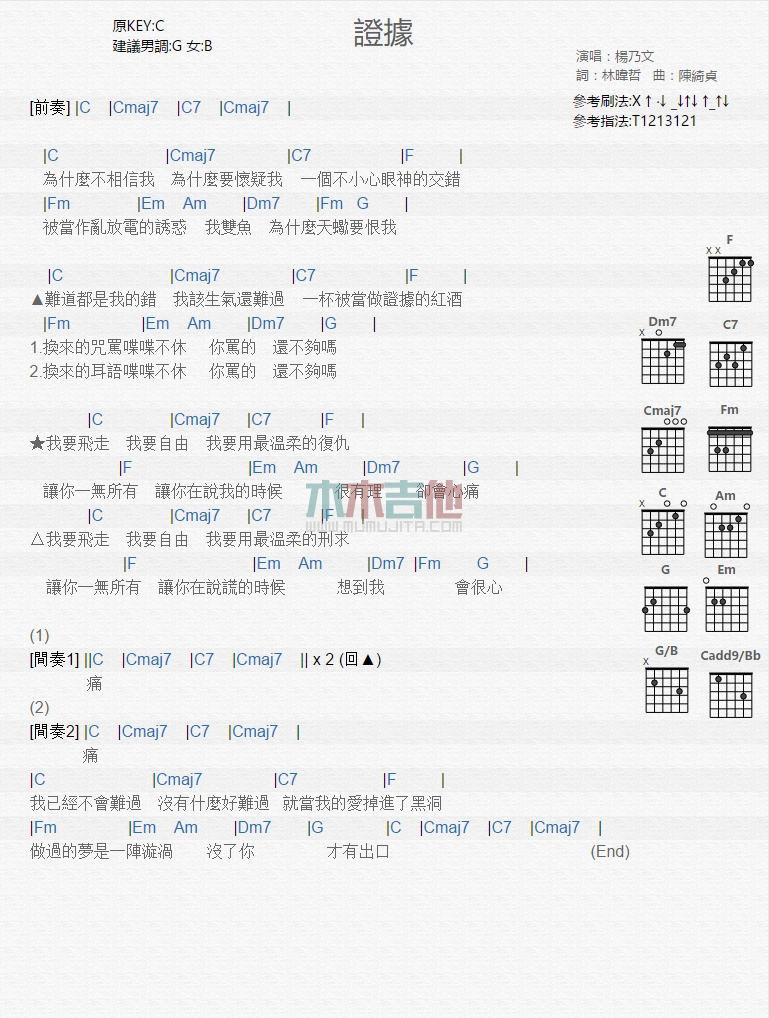 原KEY:C
建議男調:G 女:B
證據
演唱：楊乃文
詞：林暐哲　曲：陳綺貞
參考刷法:X↑·↓_↓↑↓↑_↑↓
參考指法:T1213121
[前奏] |C |Cmaj7 |C7 |Cmaj7 |
|C |Cmaj7 |C7 |F |
為什麼不相信我　為什麼要懷疑我　一個不小心眼神的交錯
|Fm |Em Am |Dm7 |Fm G |
被當作亂放電的誘惑　我雙魚　為什麼天蠍要恨我
|C |Cmaj7 |C7 |F |
▲難道都是我的錯　我該生氣還難過　一杯被當做證據的紅酒
|Fm |Em Am |Dm7 |G |
1.換來的咒罵喋喋不休　你罵的　還不夠嗎
2.換來的耳語喋喋不休　你罵的　還不夠嗎
|C |Cmaj7 |C7 |F |
★我要飛走　我要自由　我要用最溫柔的復仇
|F |Em Am |Dm7 |G |
讓你一無所有　讓你在說我的時候　很有理　卻會心痛
木木吉他
WWW.MUMUJITA.COM
|C |Cmaj7 |C7 |F |
△我要飛走　我要自由　我要用最溫柔的刑求
|F |Em Am |Dm7 |Fm G |
讓你一無所有　讓你在說謊的時候　想到我　會很心
(1)
[間奏1] ||C |Cmaj7 |C7 |Cmaj7 || x 2 (回▲)
痛
(2)
[間奏2] |C |Cmaj7 |C7 |Cmaj7 |
痛
|C |Cmaj7 |C7 |F |
我已經不會難過　沒有什麼好難過　就當我的愛掉進了黑洞
|Fm |Em Am |Dm7 |G |C |Cmaj7 |C7 |Cmaj7 |
做過的夢是一陣漩渦　沒了你　才有出口　(End)
F
Dm7 C7
Cmaj7 Fm
C Am
G Em
G/B Cadd9/Bb